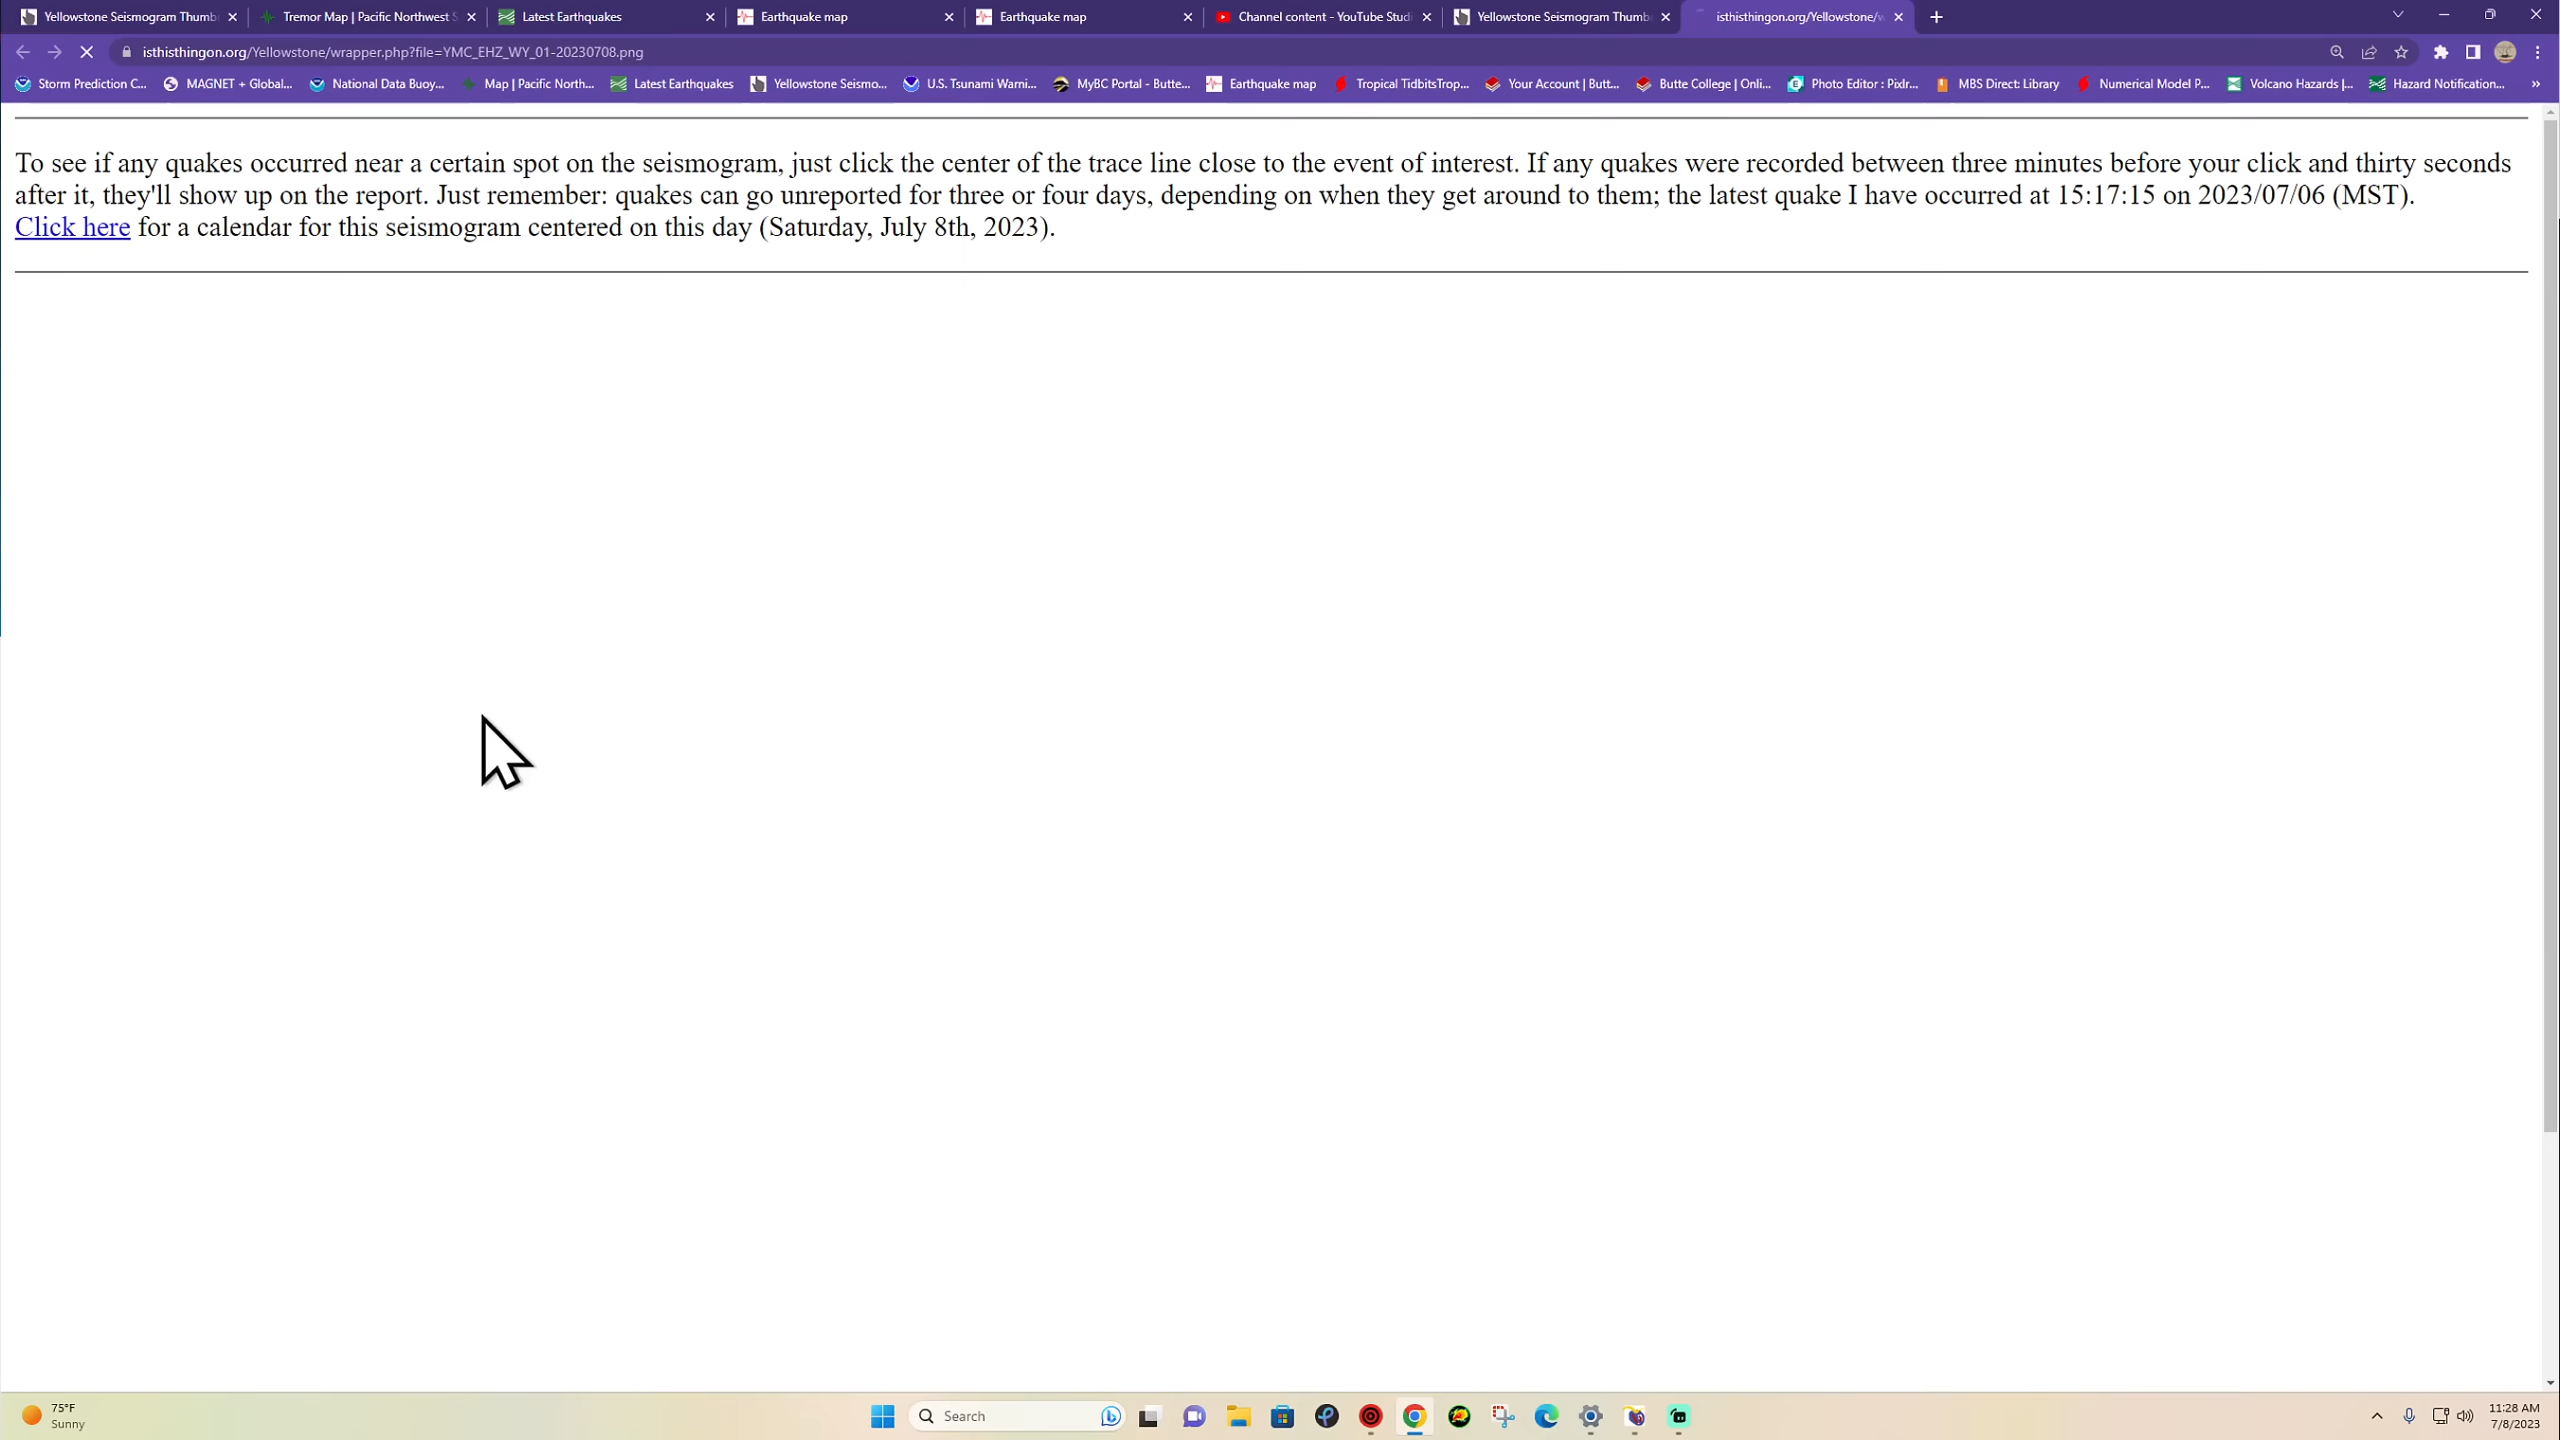 Yellowstone Seismogram Thumb
Tremor Map | Pacific Northwest S
Latest Earthquakes
Earthquake map
Earthquake map
Channel content - YouTube Studi
Yellowstone Seismogram Thumb
isthisthingon.org/Yellowstone/w
isthisthingon.org/Yellowstone/wrapper.php?file=YMC_EHZ_WY_01-20230708.png
Storm Prediction C...
MAGNET + Global...
National Data Buoy...
Map | Pacific North...
Latest Earthquakes
Yellowstone Seismo...
U.S. Tsunami Warni...
MyBC Portal - Butte...
Earthquake map
Tropical TidbitsTrop...
Your Account | Butt...
Butte College | Onli...
Photo Editor : Pixlr...
MBS Direct: Library
Numerical Model P...
Volcano Hazards |...
Hazard Notification...
To see if any quakes occurred near a certain spot on the seismogram, just click the center of the trace line close to the event of interest. If any quakes were recorded between three minutes before your click and thirty seconds
after it, they'll show up on the report. Just remember: quakes can go unreported for three or four days, depending on when they get around to them; the latest quake I have occurred at 15:17:15 on 2023/07/06 (MST).
Click here for a calendar for this seismogram centered on this day (Saturday, July 8th, 2023).
75°F
Sunny
Search
11:28 AM
7/8/2023